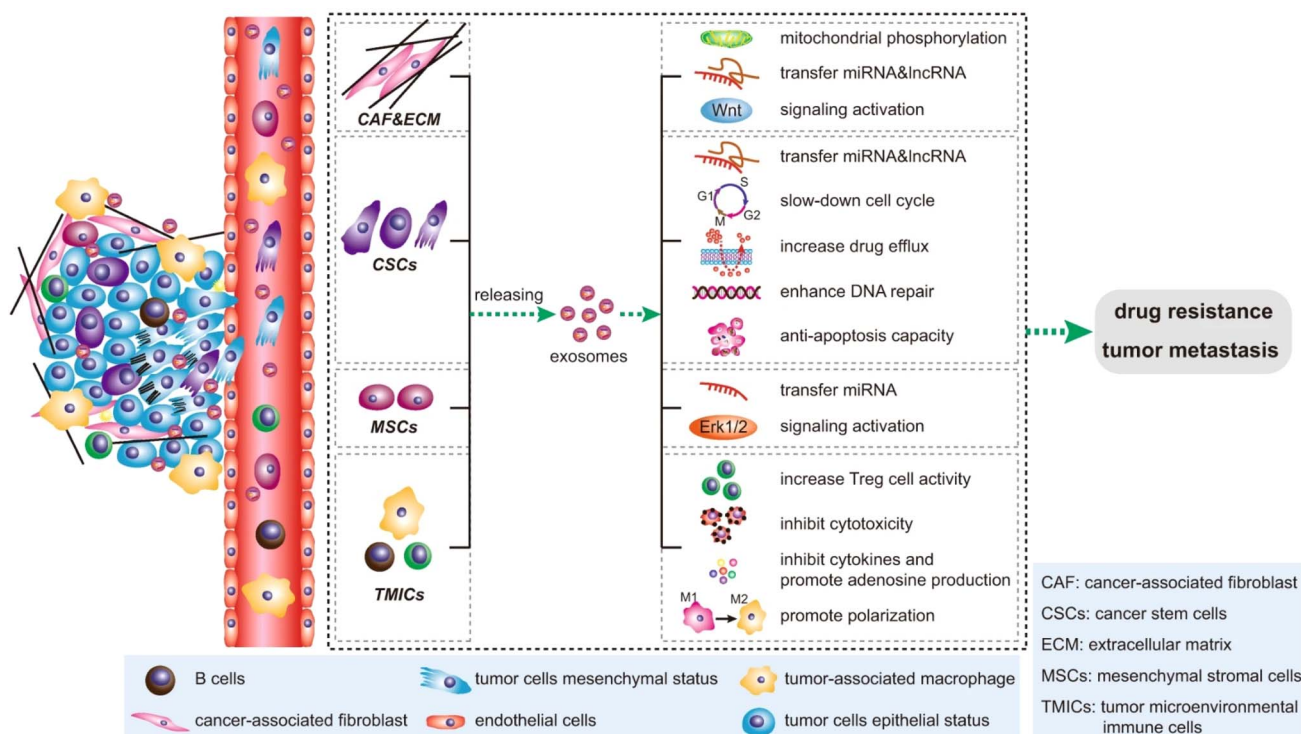 CAF&ECM
CSCs
MSCs
TMICs
releasing
exosomes
mitochondrial phosphorylation
transfer miRNA&lncRNA
Wnt
signaling activation
transfer miRNA&lncRNA
G1
S
G2
M
slow-down cell cycle
increase drug efflux
enhance DNA repair
anti-apoptosis capacity
transfer miRNA
Erk1/2
signaling activation
increase Treg cell activity
inhibit cytotoxicity
inhibit cytokines and
promote adenosine production
M1
M2
promote polarization
drug resistance
tumor metastasis
B cells
tumor cells mesenchymal status
tumor-associated macrophage
cancer-associated fibroblast
endothelial cells
tumor cells epithelial status
CAF: cancer-associated fibroblast
CSCs: cancer stem cells
ECM: extracellular matrix
MSCs: mesenchymal stromal cells
TMICs: tumor microenvironmental
immune cells